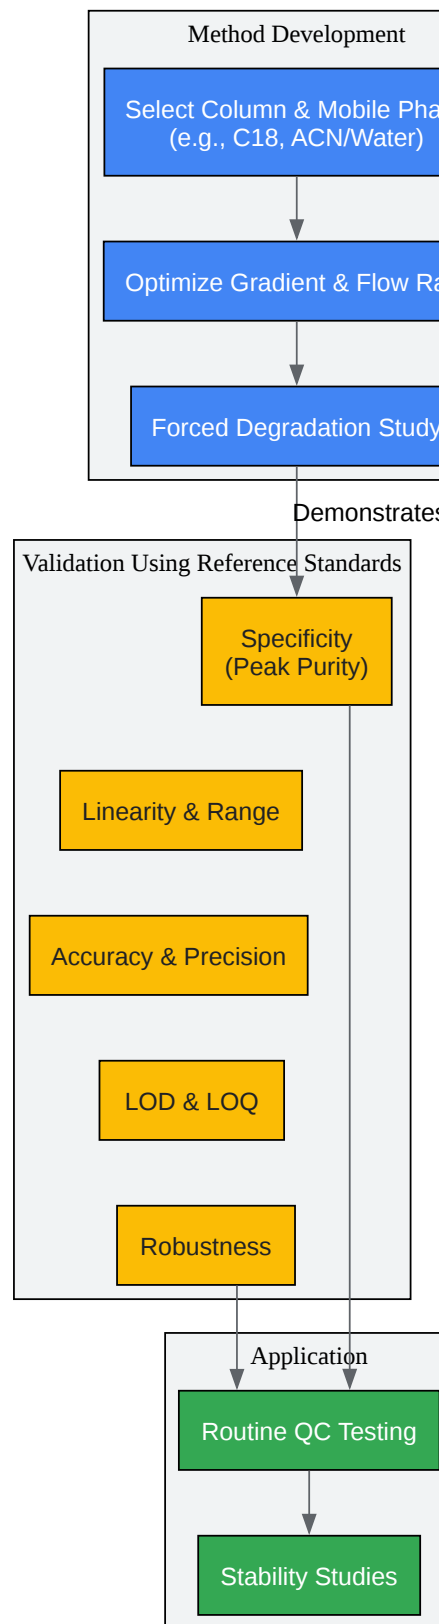 Method Development
Select Column & Mobile Pha
(e.g., C18, ACN/Water)
Optimize Gradient & Flow Ra
Forced Degradation Study
Demonstrates
Validation Using Reference Standards
Specificity
(Peak Purity)
Linearity & Range
Accuracy & Precision
LOD & LOQ
Robustness
Application
Routine QC Testing
Stability Studies